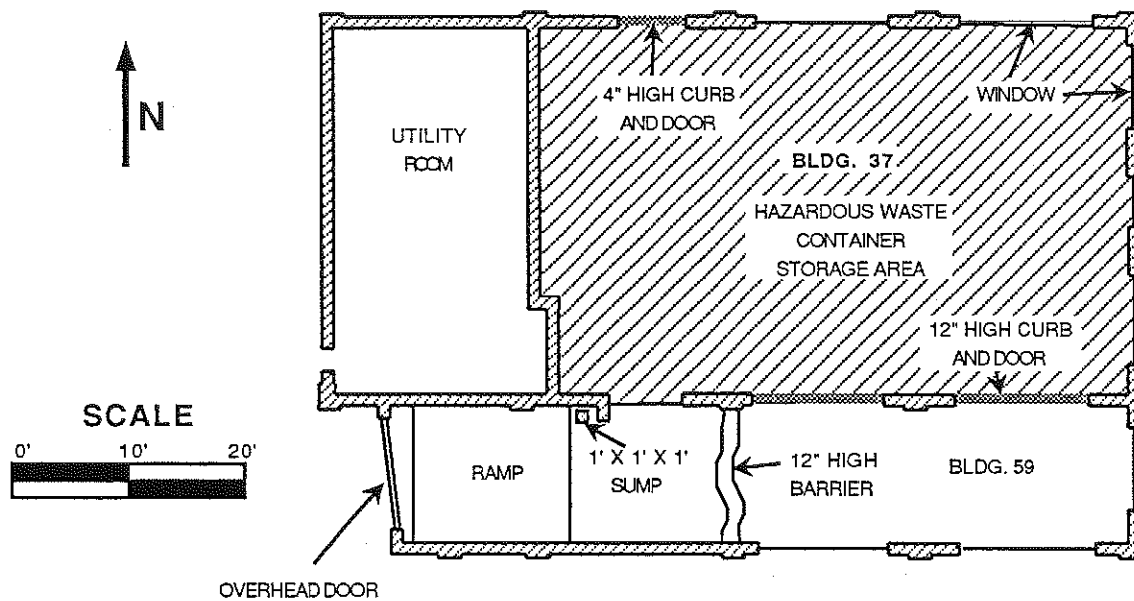 N
4" HIGH CURB
AND DOOR
WINDOW
UTILITY
ROOM
BLDG. 37
HAZARDOUS WASTE
CONTAINER
STORAGE AREA
12" HIGH CURB
AND DOOR
SCALE
0' 10' 20'
RAMP
1' X 1' X 1'
SUMP
12" HIGH
BARRIER
BLDG. 59
OVERHEAD DOOR